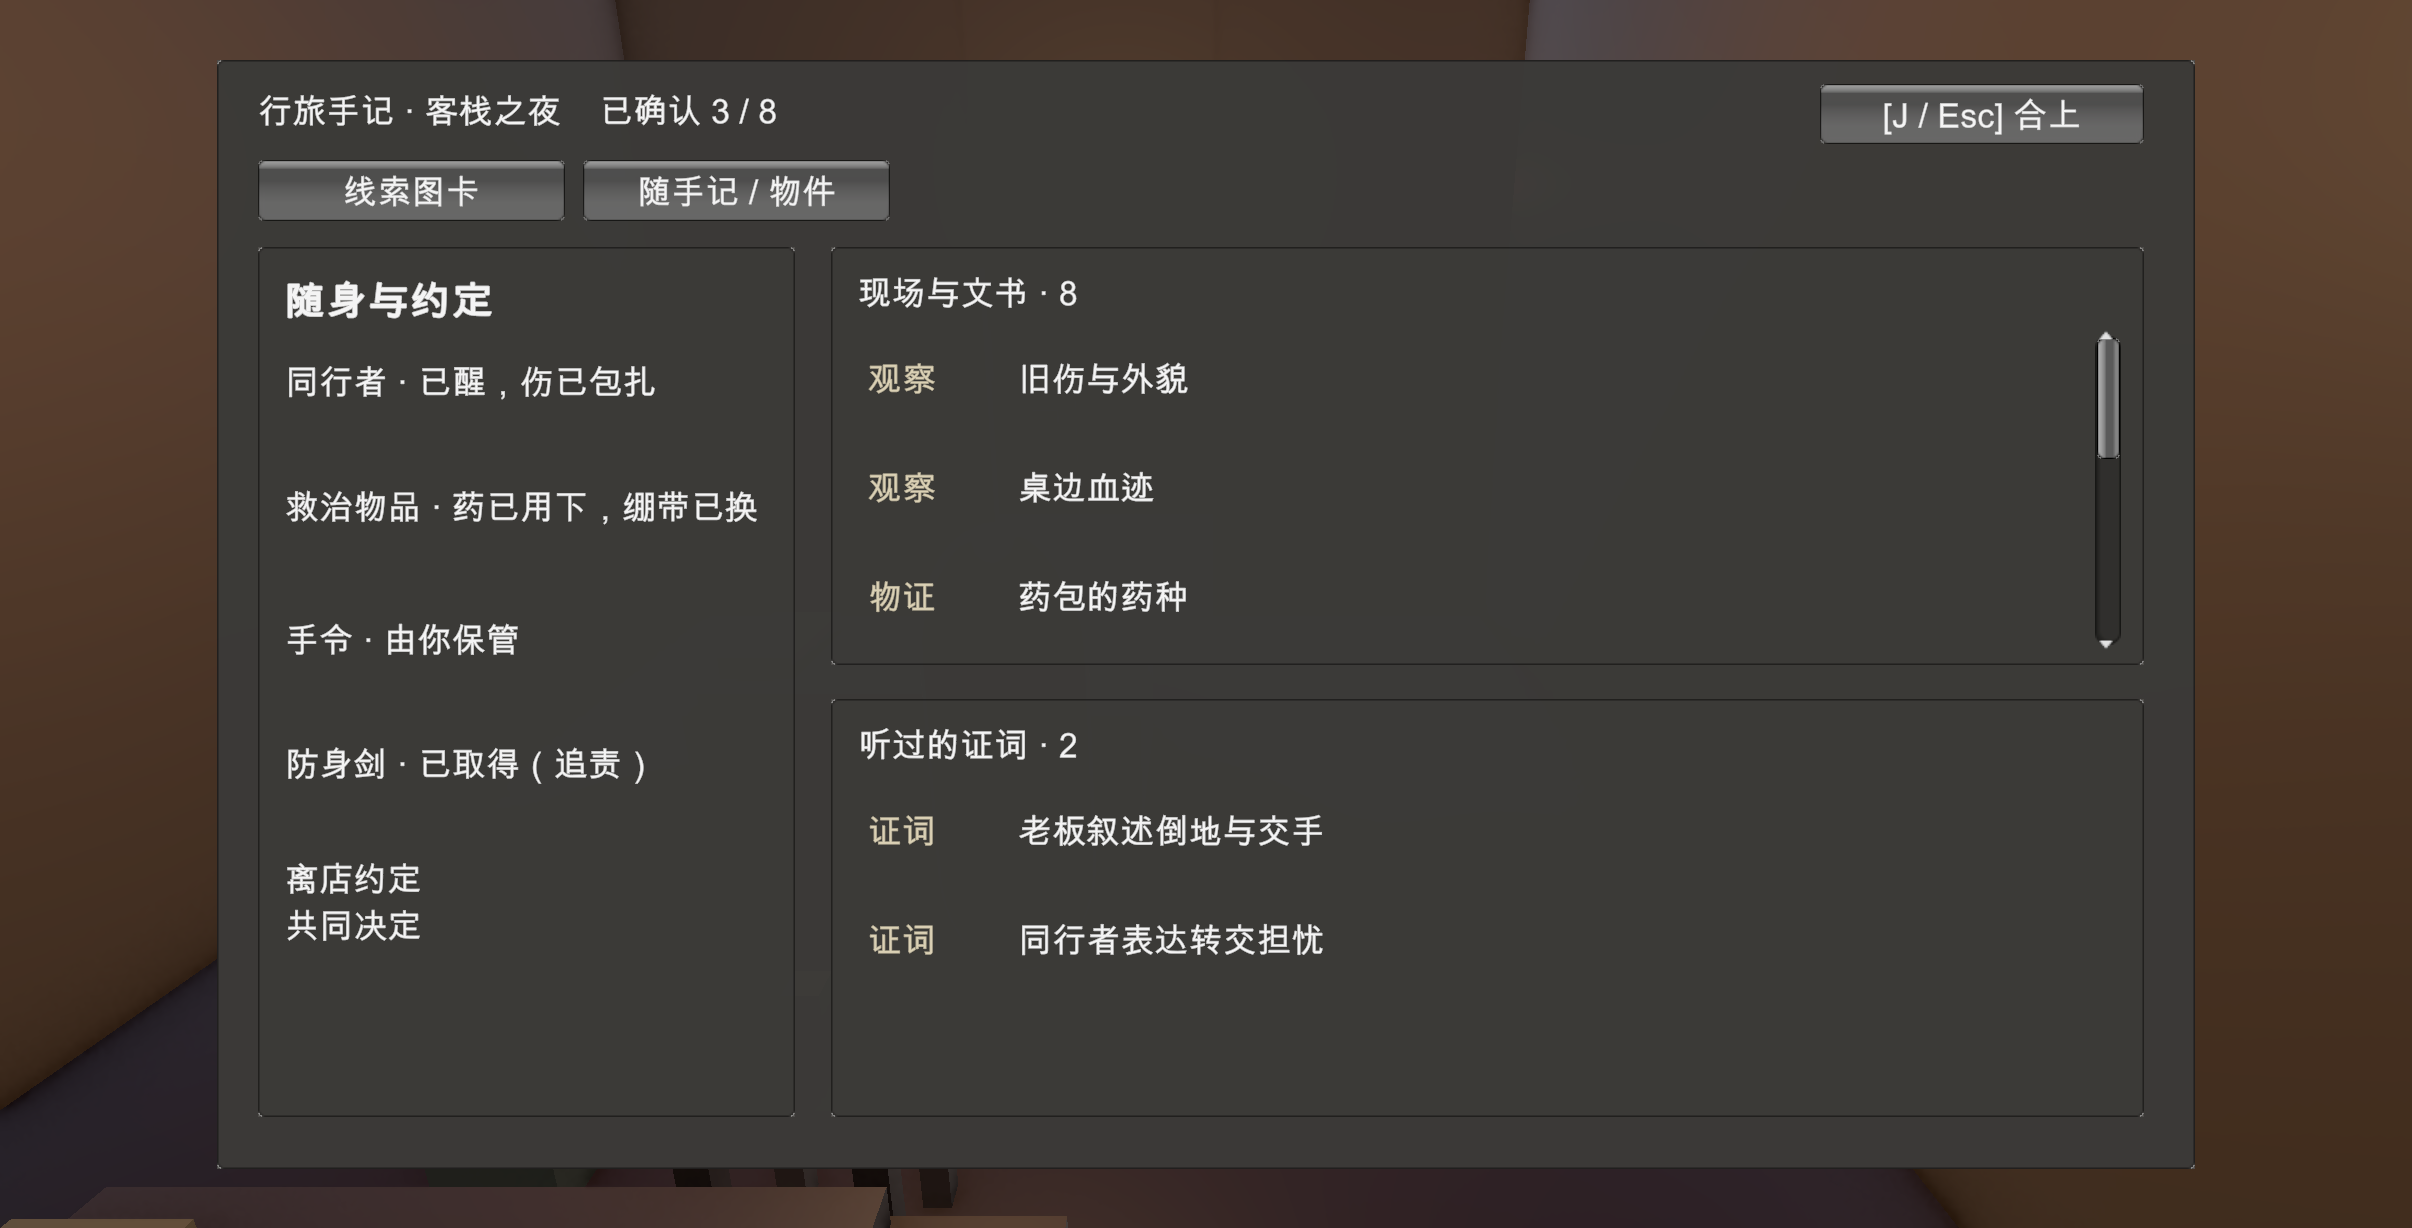 行旅手记 · 客栈之夜 已确认 3 / 8
[J / Esc] 合上
线索图卡
随手记 / 物件
随身与约定
同行者 · 已醒，伤已包扎
救治物品 · 药已用下，绷带已换
手令 · 由你保管
防身剑 · 已取得（追责）
离店约定
共同决定
现场与文书 · 8
观察 旧伤与外貌
观察 桌边血迹
物证 药包的药种
听过的证词 · 2
证词 老板叙述倒地与交手
证词 同行者表达转交担忧